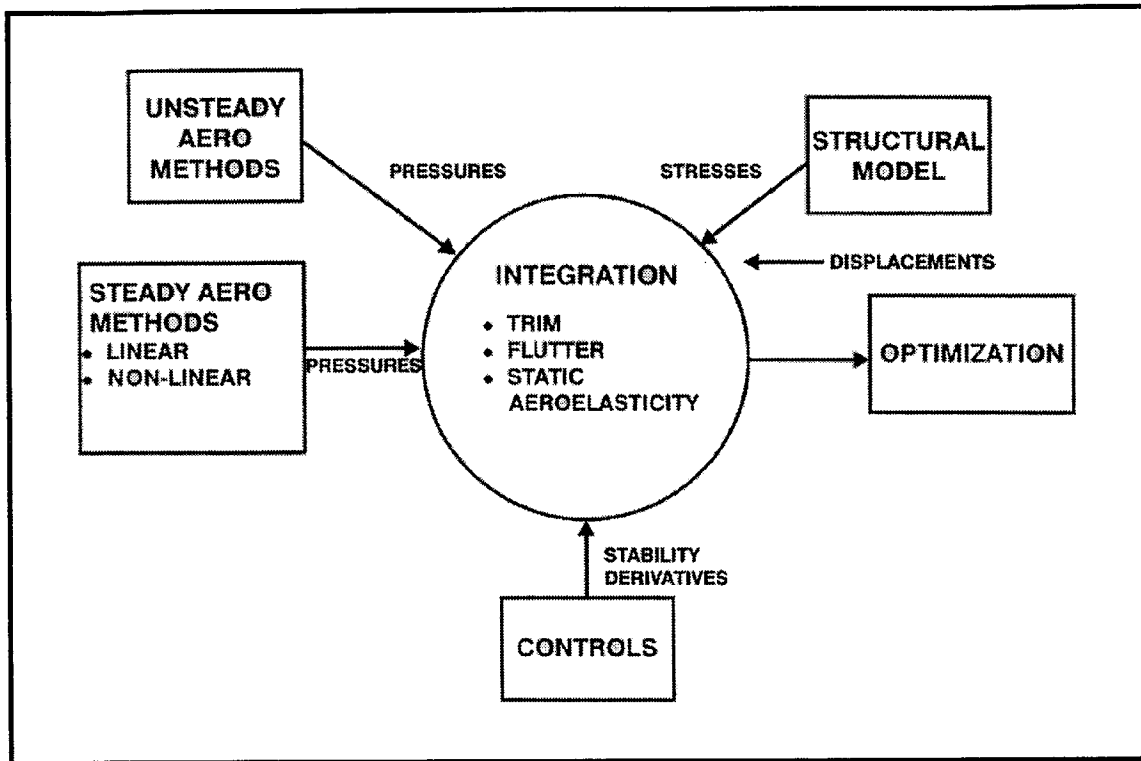 UNSTEADY
AERO
METHODS
PRESSURES
STRESSES
STRUCTURAL
MODEL
DISPLACEMENTS
STEADY AERO
METHODS
• LINEAR
• NON-LINEAR
PRESSURES
INTEGRATION
• TRIM
• FLUTTER
• STATIC
AEROELASTICITY
OPTIMIZATION
STABILITY
DERIVATIVES
CONTROLS